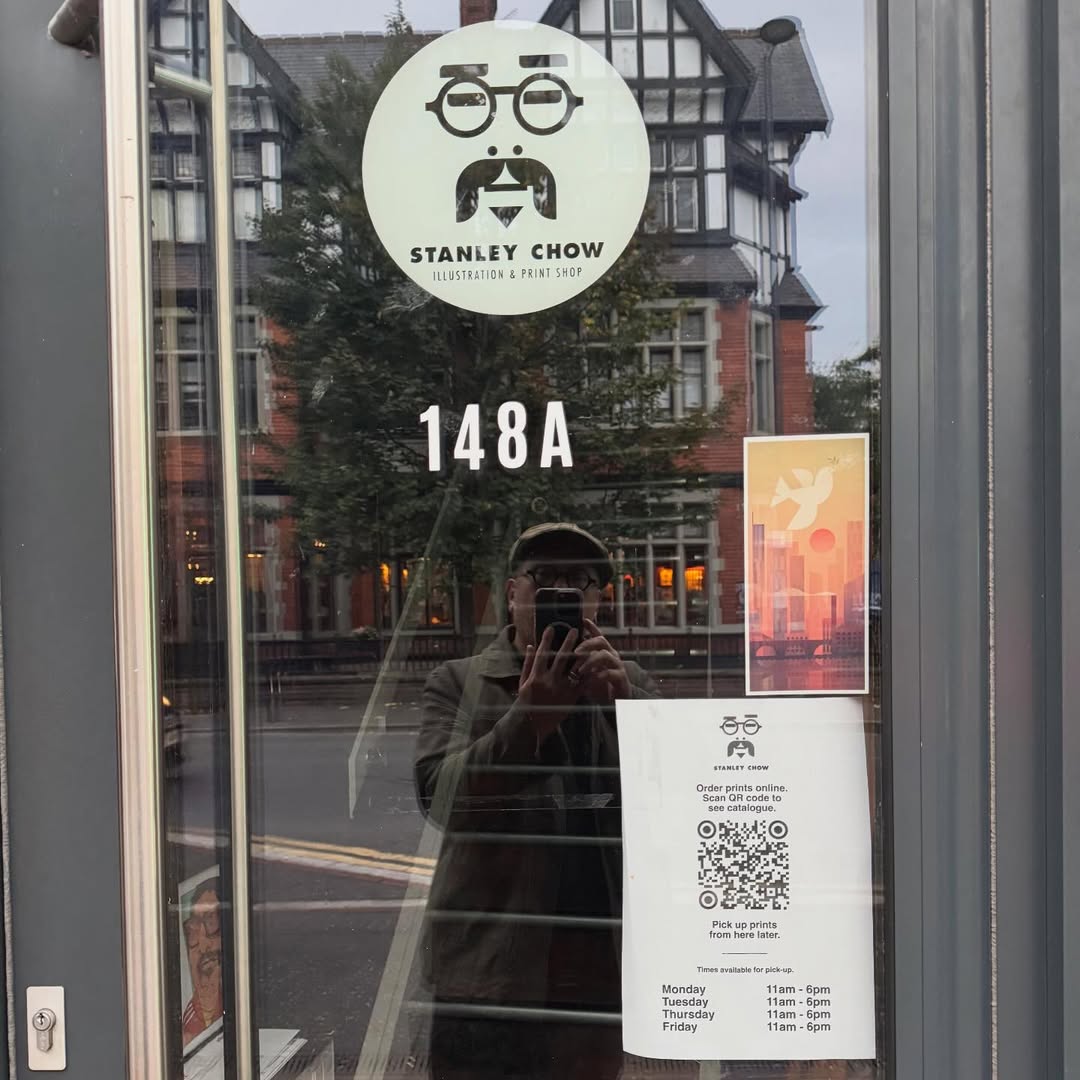 STANLEY CHOW
ILLUSTRATION & PRINT SHOP
148A
STANLEY CHOW
Order prints online.
Scan QR code to
see catalogue.
Pick up prints
from here later.
Times available for pick-up.
Monday 11am - 6pm
Tuesday 11am - 6pm
Thursday 11am - 6pm
Friday 11am - 6pm